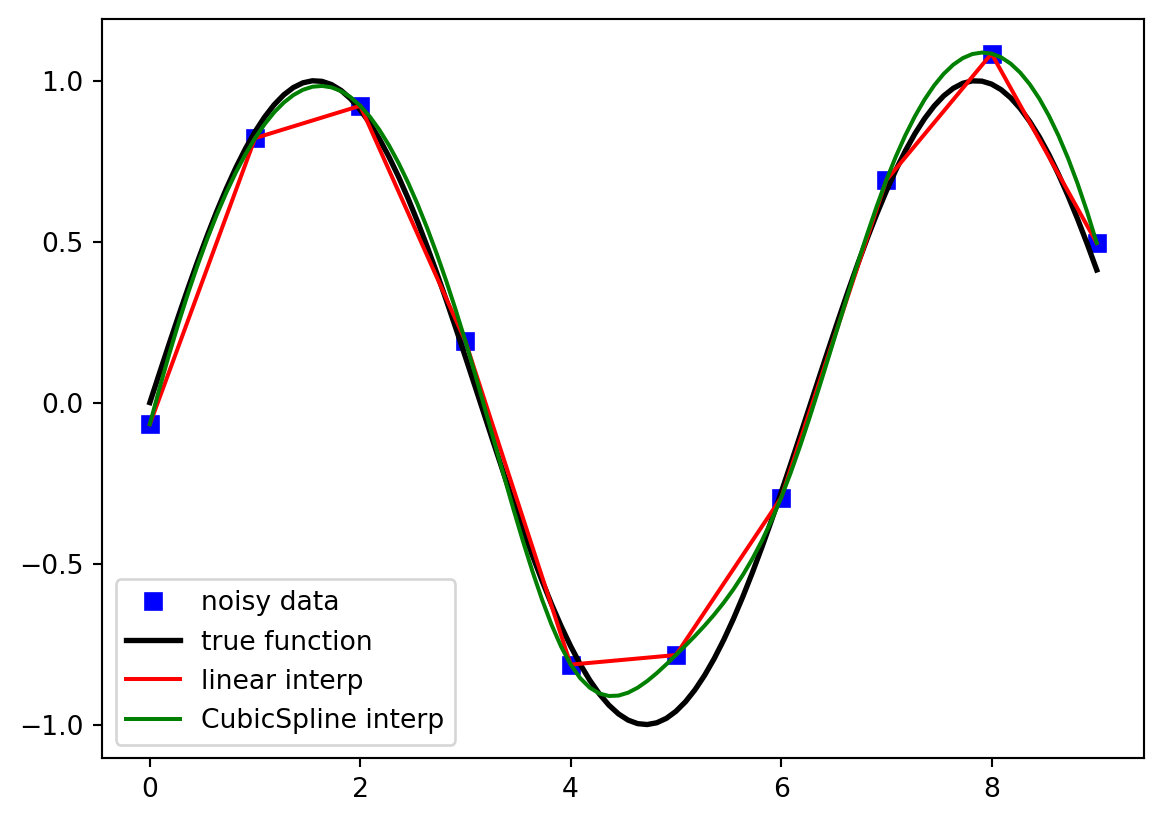 1.0
0.5
0.0
−0.5
−1.0
noisy data
true function
linear interp
CubicSpline interp
0 2 4 6 8